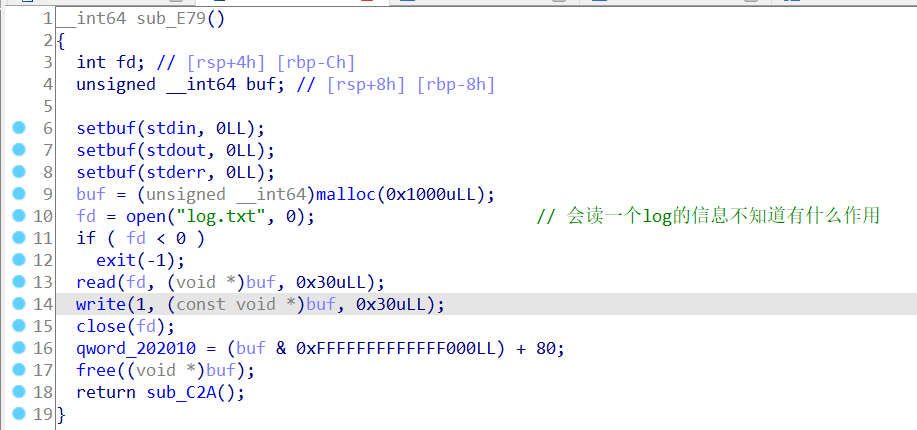 1 __int64 sub_E79()
2 {
3 int fd; // [rsp+4h] [rbp-Ch]
4 unsigned __int64 buf; // [rsp+8h] [rbp-8h]
5
6 setbuf(stdin, 0LL);
7 setbuf(stdout, 0LL);
8 setbuf(stderr, 0LL);
9 buf = (unsigned __int64)malloc(0x1000uLL);
10 fd = open("log.txt", 0); // 会读一个log的信息不知道有什么作用
11 if ( fd < 0 )
12 exit(-1);
13 read(fd, (void *)buf, 0x30uLL);
14 write(1, (const void *)buf, 0x30uLL);
15 close(fd);
16 qword_202010 = (buf & 0xFFFFFFFFFFFFF000LL) + 80;
17 free((void *)buf);
18 return sub_C2A();
19 }